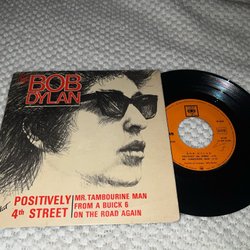 BOB
DYLAN
POSITIVELY
4th STREET
MR. TAMBOURINE MAN
FROM A BUICK 6
ON THE ROAD AGAIN
CBS